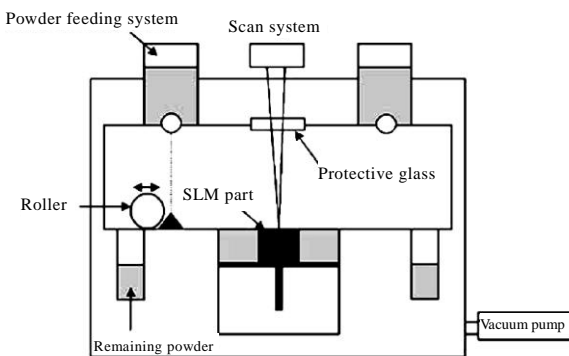 Powder feeding system
Scan system
Protective glass
SLM part
Roller
Vacuum pump
Remaining powder